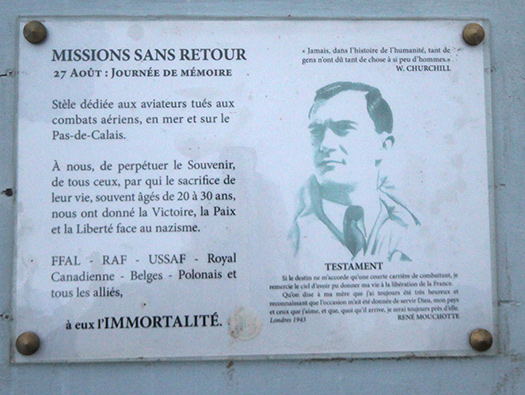 MISSIONS SANS RETOUR
27 AOÛT : JOURNÉE DE MÉMOIRE
Stèle dédiée aux aviateurs tués aux
combats aériens, en mer et sur le
Pas-de-Calais.
À nous, de perpétuer le Souvenir,
de tous ceux, par qui le sacrifice de
leur vie, souvent âgés de 20 à 30 ans,
nous ont donné la Victoire, la Paix
et la Liberté face au nazisme.
FFAL - RAF - USSAF - Royal
Canadienne - Belges - Polonais et
tous les alliés,
à eux l'IMMORTALITÉ.
« Jamais, dans l'histoire de l'humanité, tant de
gens n'ont dû tant de chose à si peu d'hommes.»
W. CHURCHILL
TESTAMENT
Si le destin ne m'accorde qu'une courte carrière de combattant, je
remercie le ciel d'avoir pu donner ma vie à la libération de la France.
Qu'on dise à ma mère que j'ai toujours été très heureux et
reconnaissant que l'occasion m'ait été donnée de servir Dieu, mon pays
et ceux que j'aime, et que, quoi qu'il arrive, je serai toujours près d'elle.
Londres 1943
RENÉ MOUCHOTTE